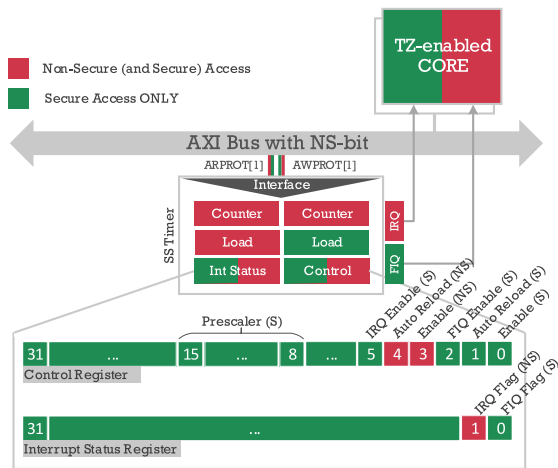 TZ-enabled
CORE
Non-Secure (and Secure) Access
Secure Access ONLY
AXI Bus with NS-bit
ARPROT[1] AWPROT[1]
Interface
SS Timer
Counter Counter
IRQ
Load Load
FIQ
Int Status Control
Prescaler (S)
IRQ Enable (S)
Auto Reload (NS)
Enable (NS)
FIQ Enable (S)
Auto Reload (S)
Enable (S)
31 ... 15 ... 8 ... 5 4 3 2 1 0
Control Register
IRQ Flag (NS)
FIQ Flag (S)
31 ... 1 0
Interrupt Status Register